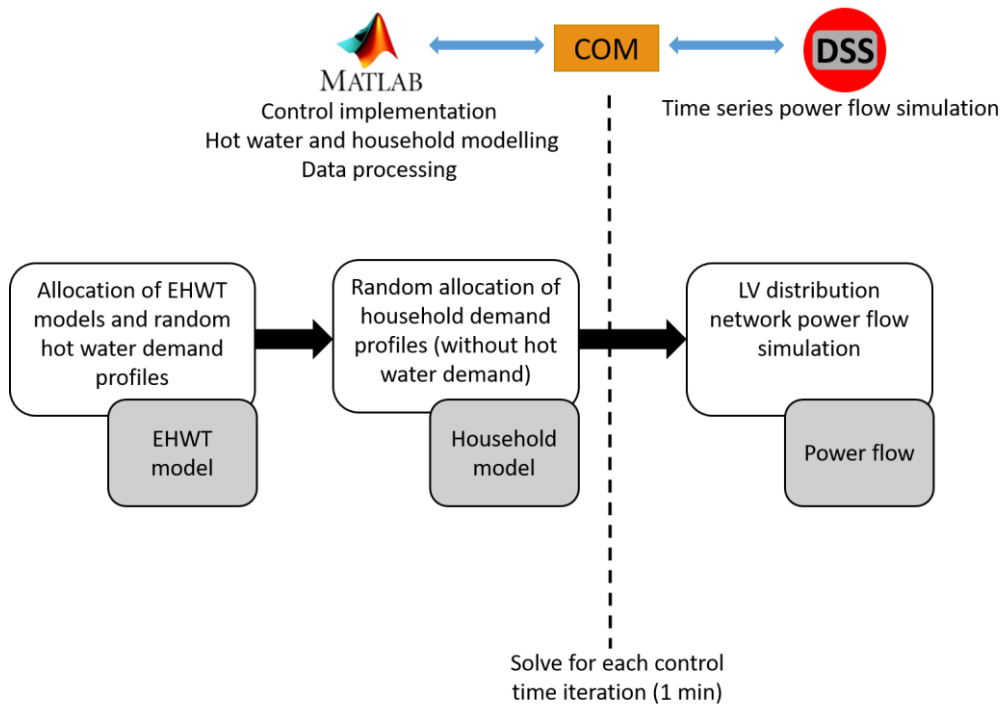 MATLAB
COM
DSS
Control implementation
Hot water and household modelling
Data processing
Time series power flow simulation
Allocation of EHWT
models and random
hot water demand
profiles
EHWT
model
Random allocation of
household demand
profiles (without hot
water demand)
Household
model
LV distribution
network power flow
simulation
Power flow
Solve for each control
time iteration (1 min)